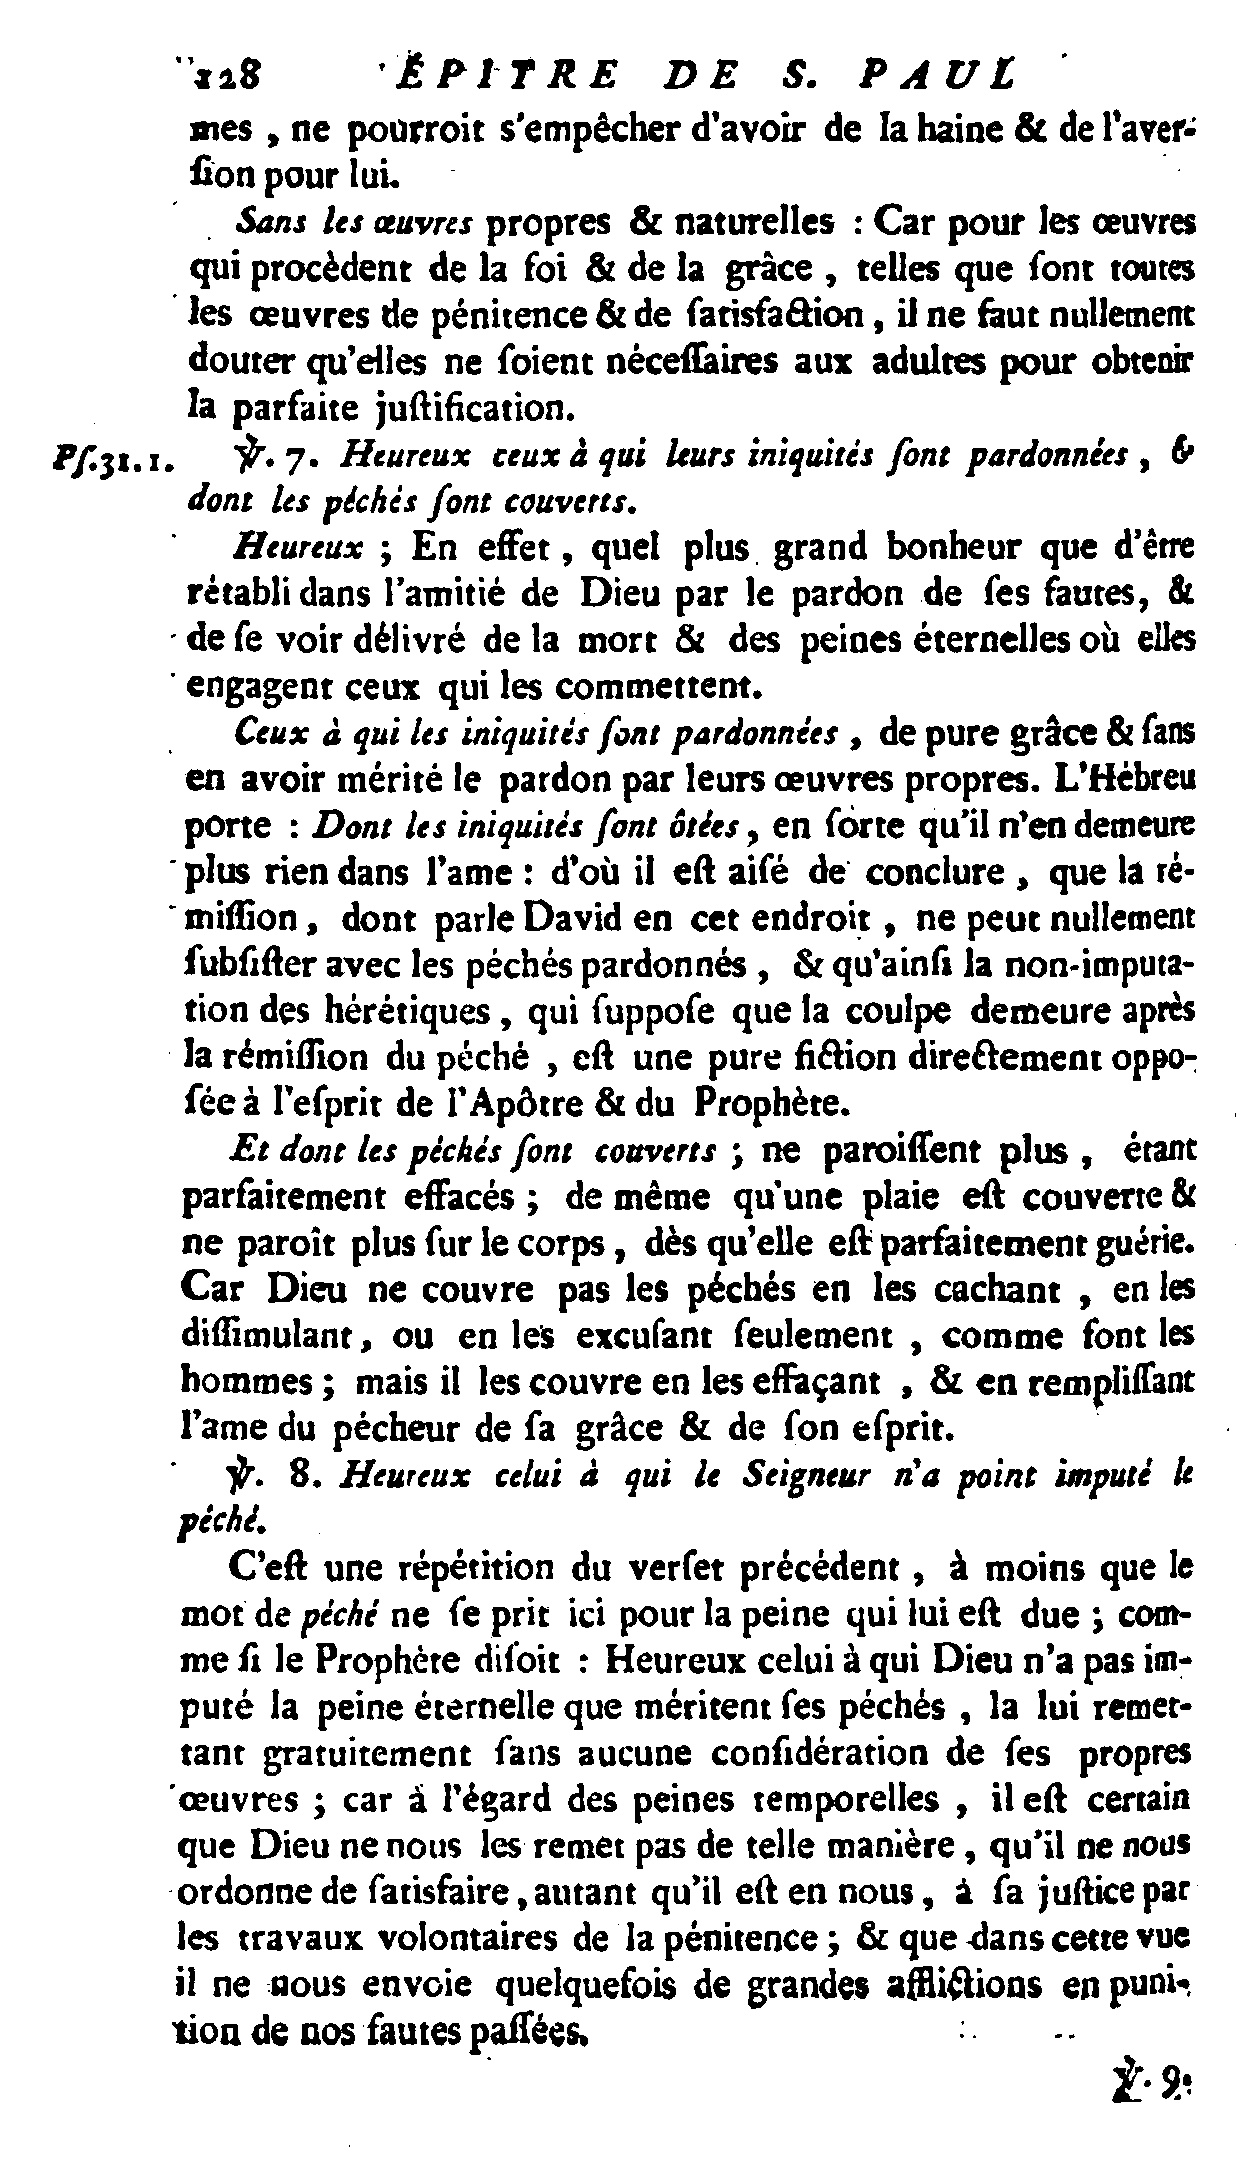 128 ÉPITRE DE S. PAUL
mes , ne pourroit s'empêcher d'avoir de la haine & de l'aver-
ſion pour lui.
Sans les œuvres propres & naturelles : Car pour les œuvres
qui procèdent de la foi & de la grâce , telles que ſont toutes
les œuvres de pénitence & de ſatisfaction , il ne faut nullement
douter qu'elles ne ſoient néceſſaires aux adultes pour obtenir
la parfaite juſtification.
Pſ.31.1. ℣. 7. Heureux ceux à qui leurs iniquités ſont pardonnées , &
dont les péchés ſont couverts.
Heureux ; En effet , quel plus grand bonheur que d'être
rétabli dans l'amitié de Dieu par le pardon de ſes fautes, &
de ſe voir délivré de la mort & des peines éternelles où elles
engagent ceux qui les commettent.
Ceux à qui les iniquités ſont pardonnées , de pure grâce & ſans
en avoir mérité le pardon par leurs œuvres propres. L'Hébreu
porte : Dont les iniquités ſont ôtées , en ſorte qu'il n'en demeure
plus rien dans l'ame : d'où il eſt aiſé de conclure , que la ré-
miſſion , dont parle David en cet endroit , ne peut nullement
ſubſiſter avec les péchés pardonnés , & qu'ainſi la non-imputa-
tion des hérétiques , qui ſuppoſe que la coulpe demeure après
la rémiſſion du péché , eſt une pure fiction directement oppo-
ſée à l'eſprit de l'Apôtre & du Prophète.
Et dont les péchés ſont couverts ; ne paroiſſent plus , étant
parfaitement effacés ; de même qu'une plaie eſt couverte &
ne paroît plus ſur le corps , dès qu'elle eſt parfaitement guérie.
Car Dieu ne couvre pas les péchés en les cachant , en les
diſſimulant , ou en les excuſant ſeulement , comme font les
hommes ; mais il les couvre en les effaçant , & en rempliſſant
l'ame du pécheur de ſa grâce & de ſon eſprit.
℣. 8. Heureux celui à qui le Seigneur n'a point imputé le
péché.
C'eſt une répétition du verſet précédent , à moins que le
mot de péché ne ſe prit ici pour la peine qui lui eſt due ; com-
me ſi le Prophète diſoit : Heureux celui à qui Dieu n'a pas im-
puté la peine éternelle que méritent ſes péchés , la lui remet-
tant gratuitement ſans aucune conſidération de ſes propres
œuvres ; car à l'égard des peines temporelles , il eſt certain
que Dieu ne nous les remet pas de telle manière , qu'il ne nous
ordonne de ſatisfaire , autant qu'il eſt en nous , à ſa juſtice par
les travaux volontaires de la pénitence ; & que dans cette vue
il ne nous envoie quelquefois de grandes afflictions en puni-
tion de nos fautes paſſées.
℣. 9.